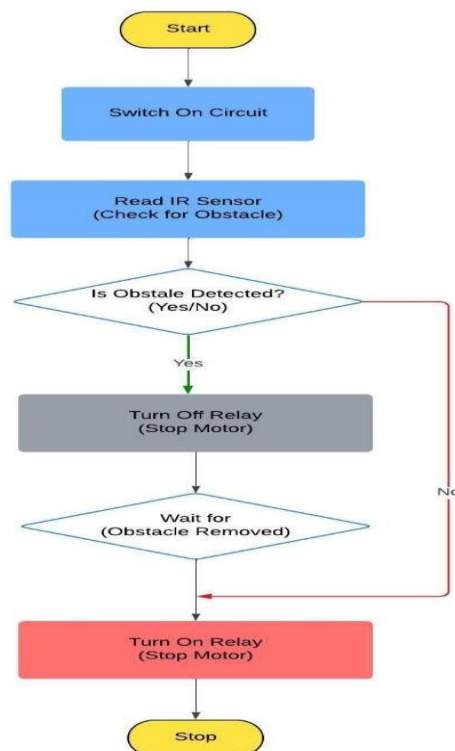 Start
Switch On Circuit
Read IR Sensor
(Check for Obstacle)
Is Obstale Detected?
(Yes/No)
Yes
Turn Off Relay
(Stop Motor)
No
Wait for
(Obstacle Removed)
Turn On Relay
(Stop Motor)
Stop